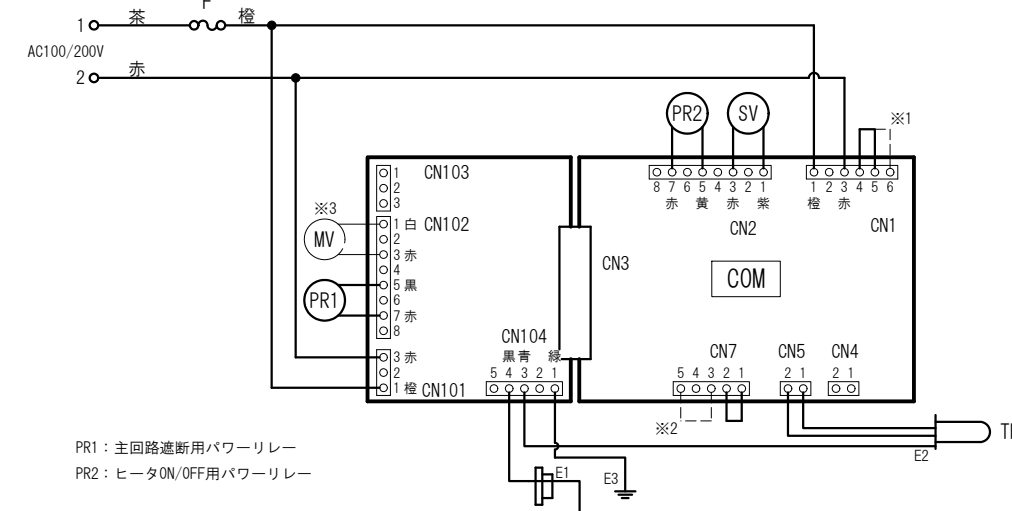 F
1 茶 橙
AC100/200V
2 赤
PR2 SV ※1
8 7 6 5 4 3 2 1
赤 黄 赤 紫
CN2
1 2 3 4 5 6
橙 赤
CN1
1 CN103
2
3
※3
MV
1 白 CN102
2
3 赤
4
5 黒
PR1
6
7 赤
8
CN3
COM
CN104
黒 青 緑
5 4 3 2 1
3 赤
2
1 橙 CN101
CN7 CN5 CN4
5 4 3 2 1
2 1
2 1
※2
E1 E3 E2
PR1：主回路遮断用パワーリレー
PR2：ヒータON/OFF用パワーリレー